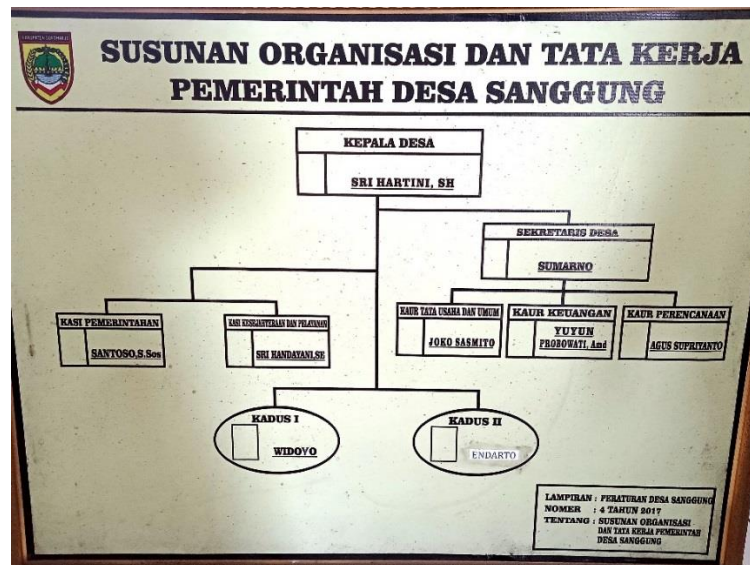 SUSUNAN ORGANISASI DAN TATA KERJA
PEMERINTAH DESA SANGGUNG
KEPALA DESA
SRI HARTINI, SH
SEKRETARIS DESA
SUMARNO
KASI PEMERINTAHAN
SANTOSO,S.Sos
KASI KESEJAHTERAAN DAN PELAYANAN
SRI HANDAYANI,SE
KAUR TATA USAHA DAN UMUM
JOKO SASMITO
KAUR KEUANGAN
YUYUN
PROBOWATI, Amd
KAUR PERENCANAAN
AGUS SUPRIYANTO
KADUS I
WIDOYO
KADUS II
ENDARTO
LAMPIRAN : PERATURAN DESA SANGGUNG
NOMER : 4 TAHUN 2017
TENTANG : SUSUNAN ORGANISASI
DAN TATA KERJA PEMERINTAH
DESA SANGGUNG